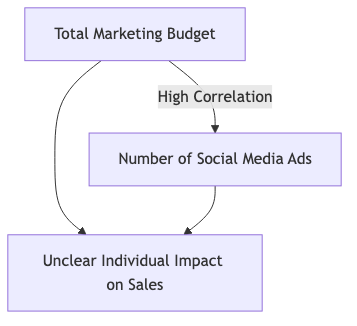 Total Marketing Budget
High Correlation
Number of Social Media Ads
Unclear Individual Impact
on Sales